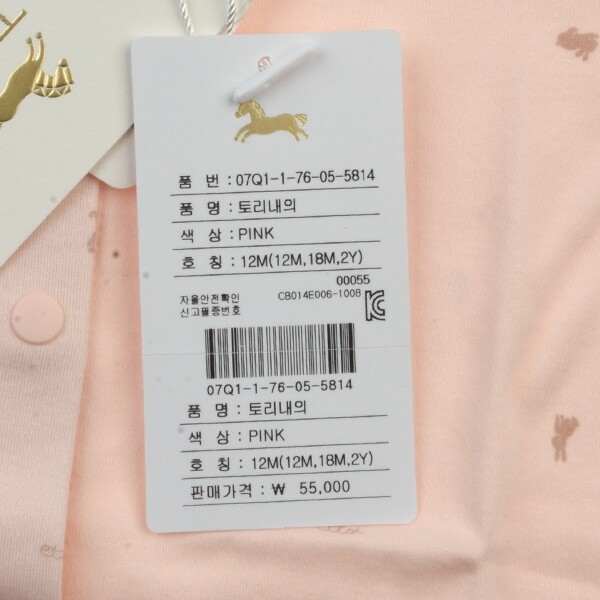 품 번 : 07Q1-1-76-05-5814
품 명 : 토리내의
색 상 : PINK
호 칭 : 12M(12M,18M,2Y)
00055
자율안전확인 CB014E006-1008
신고필증번호
07Q1-1-76-05-5814
품 명 : 토리내의
색 상 : PINK
호 칭 : 12M(12M,18M,2Y)
판매가격 : ₩ 55,000